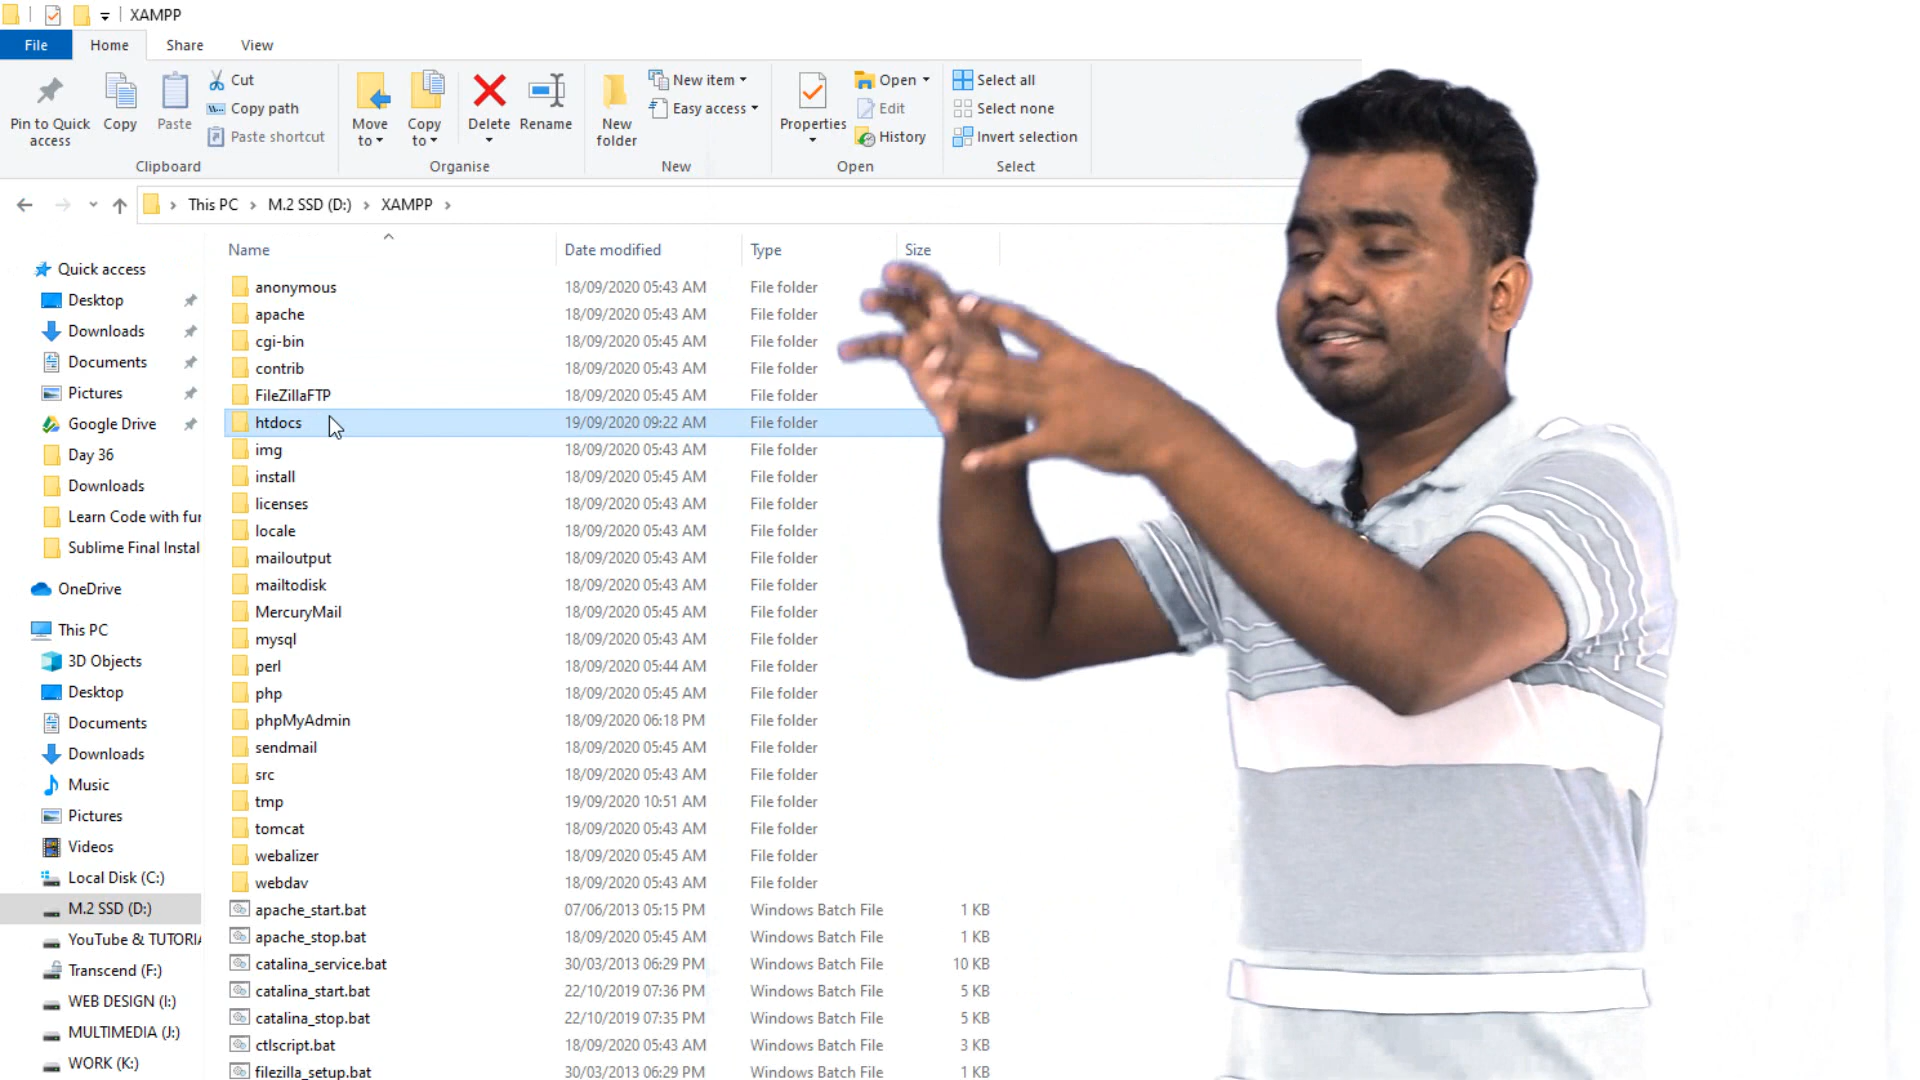 XAMPP
File Home Share View
Pin to Quick access
Copy
Paste
Cut
Copy path
Paste shortcut
Clipboard
Move to
Copy to
Delete
Rename
Organise
New folder
New item
Easy access
New
Properties
Open
Edit
History
Open
Select all
Select none
Invert selection
Select
This PC > M.2 SSD (D:) > XAMPP >
Quick access
Desktop
Downloads
Documents
Pictures
Google Drive
Day 36
Downloads
Learn Code with fur
Sublime Final Instal
OneDrive
This PC
3D Objects
Desktop
Documents
Downloads
Music
Pictures
Videos
Local Disk (C:)
M.2 SSD (D:)
YouTube & TUTORIA
Transcend (F:)
WEB DESIGN (I:)
MULTIMEDIA (J:)
WORK (K:)
Name Date modified Type Size
anonymous 18/09/2020 05:43 AM File folder
apache 18/09/2020 05:43 AM File folder
cgi-bin 18/09/2020 05:45 AM File folder
contrib 18/09/2020 05:43 AM File folder
FileZillaFTP 18/09/2020 05:45 AM File folder
htdocs 19/09/2020 09:22 AM File folder
img 18/09/2020 05:43 AM File folder
install 18/09/2020 05:45 AM File folder
licenses 18/09/2020 05:43 AM File folder
locale 18/09/2020 05:43 AM File folder
mailoutput 18/09/2020 05:43 AM File folder
mailtodisk 18/09/2020 05:43 AM File folder
MercuryMail 18/09/2020 05:45 AM File folder
mysql 18/09/2020 05:43 AM File folder
perl 18/09/2020 05:44 AM File folder
php 18/09/2020 05:45 AM File folder
phpMyAdmin 18/09/2020 06:18 PM File folder
sendmail 18/09/2020 05:45 AM File folder
src 18/09/2020 05:43 AM File folder
tmp 19/09/2020 10:51 AM File folder
tomcat 18/09/2020 05:43 AM File folder
webalizer 18/09/2020 05:45 AM File folder
webdav 18/09/2020 05:43 AM File folder
apache_start.bat 07/06/2013 05:15 PM Windows Batch File 1 KB
apache_stop.bat 18/09/2020 05:45 AM Windows Batch File 1 KB
catalina_service.bat 30/03/2013 06:29 PM Windows Batch File 10 KB
catalina_start.bat 22/10/2019 07:36 PM Windows Batch File 5 KB
catalina_stop.bat 22/10/2019 07:35 PM Windows Batch File 5 KB
ctlscript.bat 18/09/2020 05:43 AM Windows Batch File 3 KB
filezilla_setup.bat 30/03/2013 06:29 PM Windows Batch File 1 KB